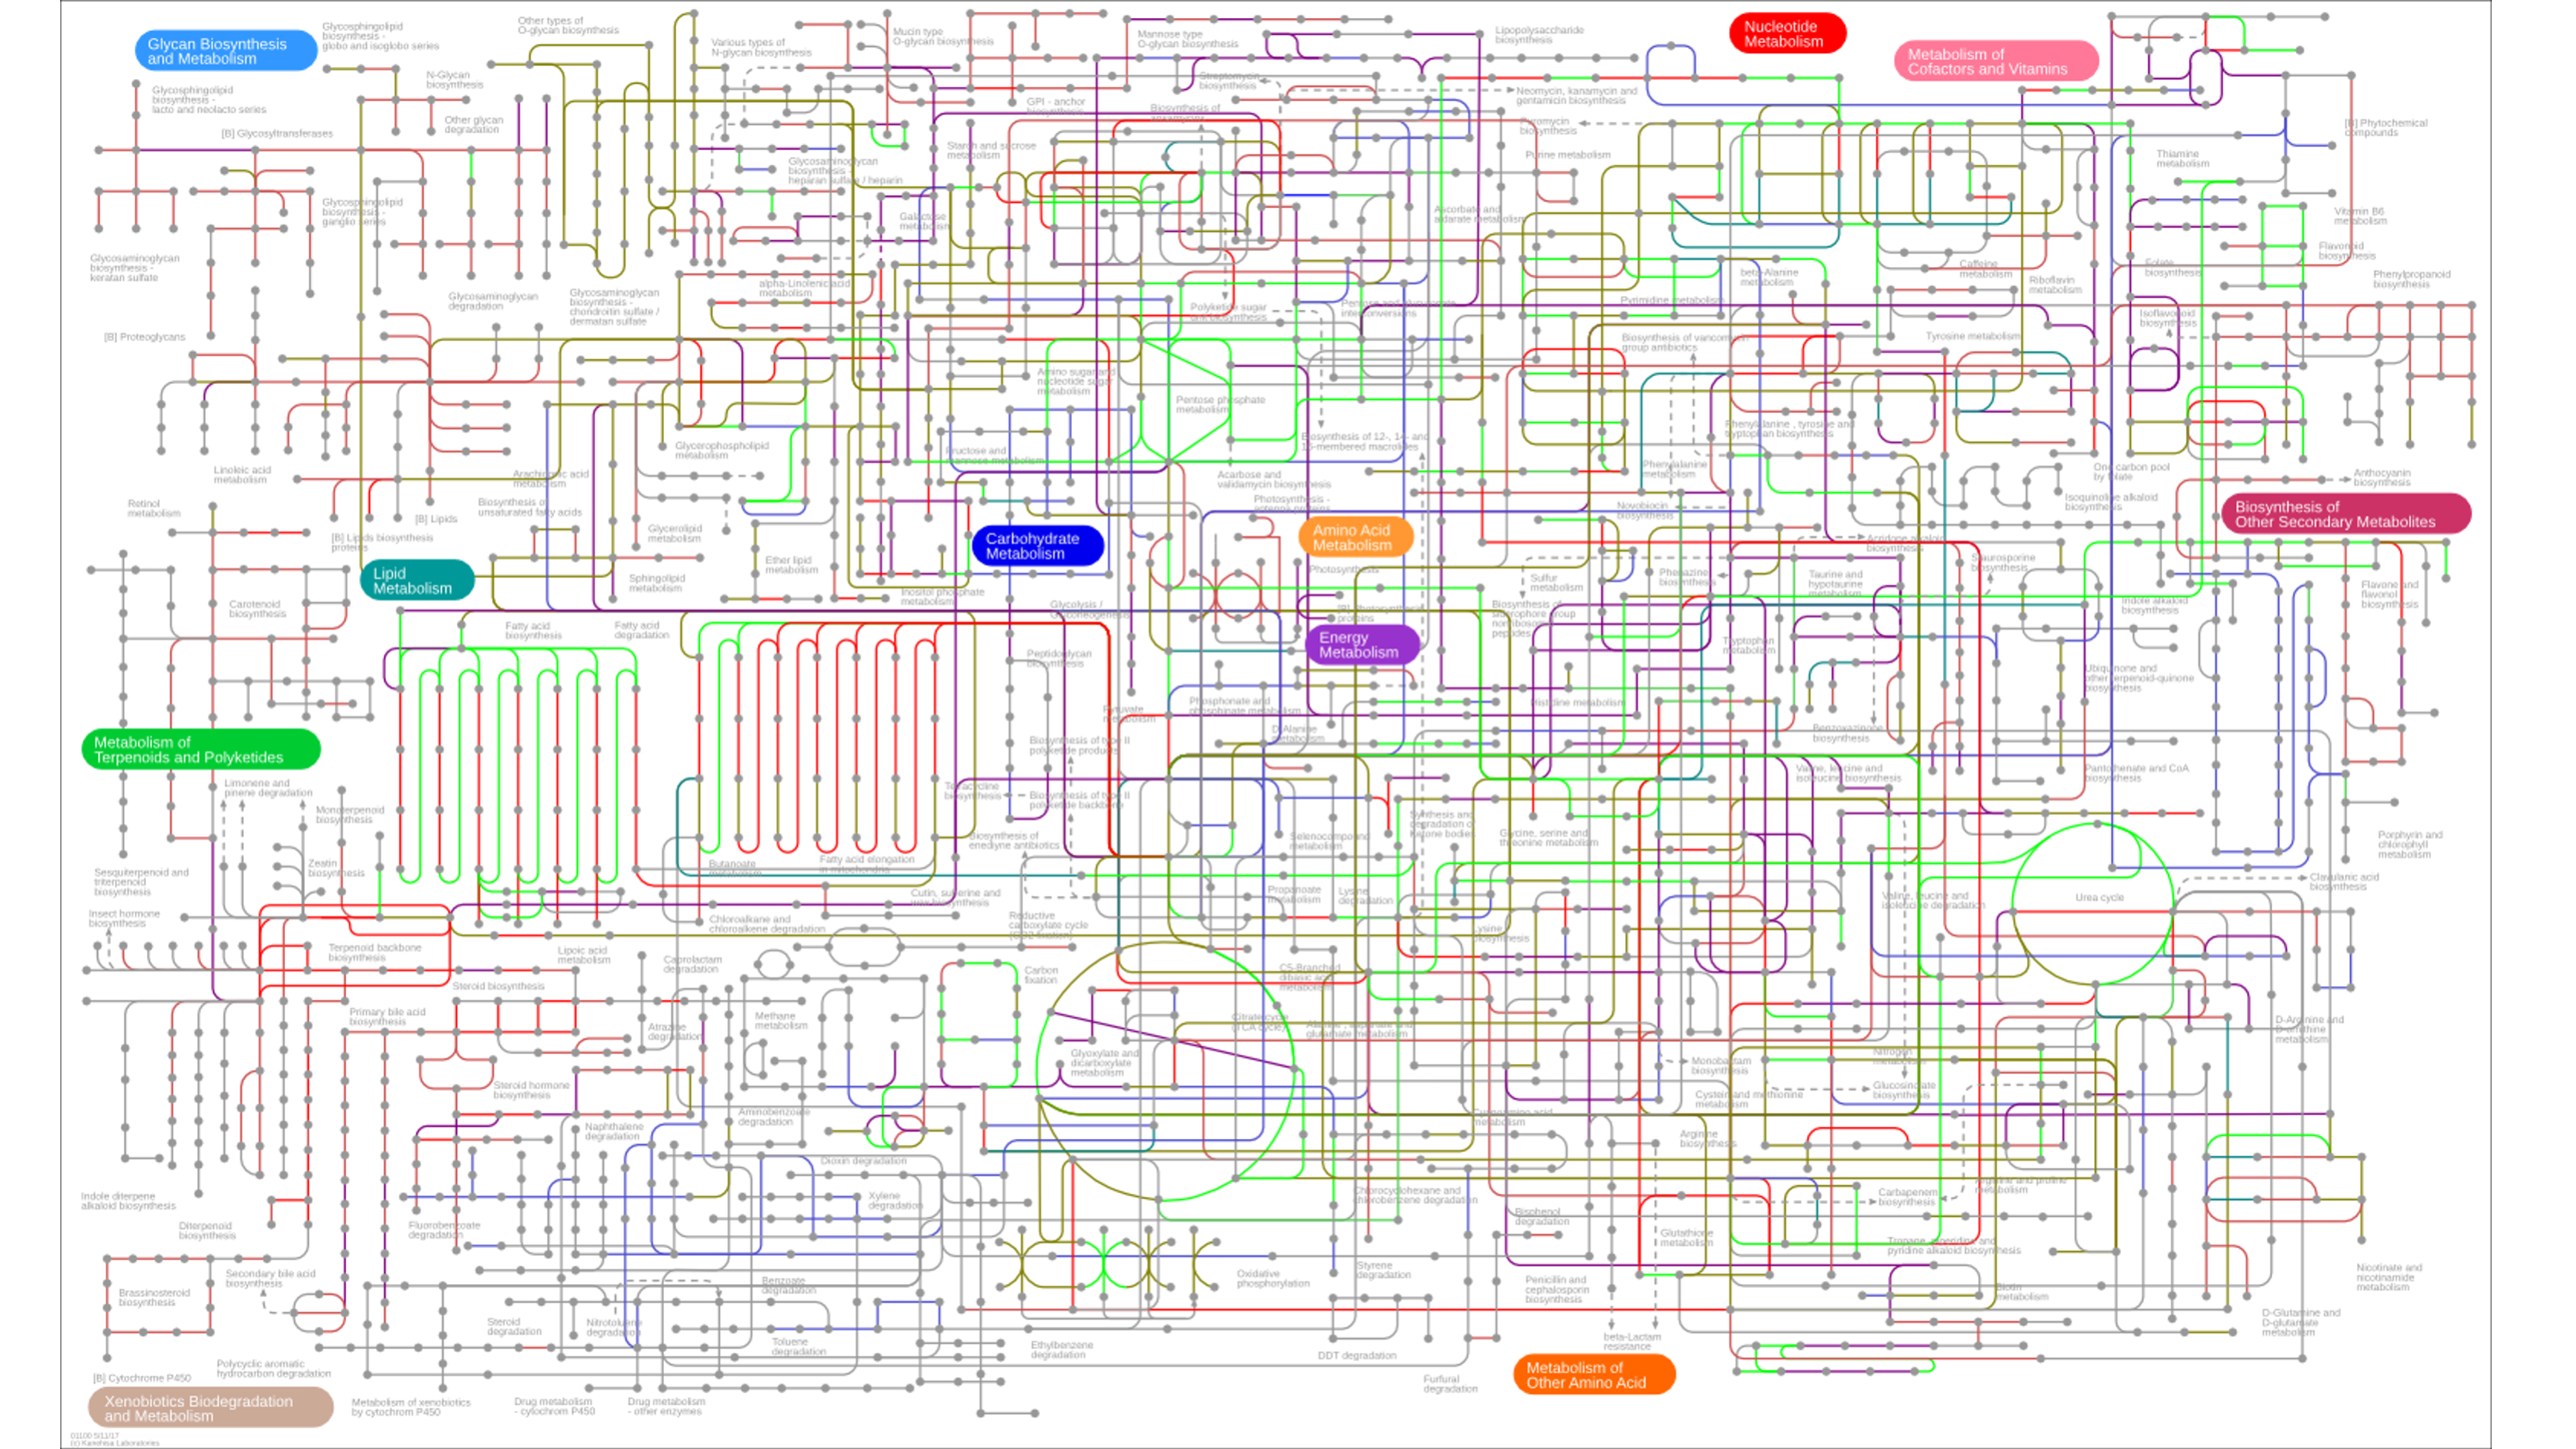 Glycan Biosynthesis
and Metabolism
Glycosphingolipid
biosynthesis -
globo and isoglobo series
Other types of
O-glycan biosynthesis
Various types of
N-glycan biosynthesis
Mucin type
O-glycan biosynthesis
Mannose type
O-glycan biosynthesis
Lipopolysaccharide
biosynthesis
Nucleotide
Metabolism
Metabolism of
Cofactors and Vitamins
Glycosphingolipid
biosynthesis -
lacto and neolacto series
N-Glycan
biosynthesis
Other glycan
degradation
[B] Glycosyltransferases
GPI - anchor
biosynthesis
Streptomycin
biosynthesis
Biosynthesis of
Neomycin, kanamycin and
gentamicin biosynthesis
Puromycin
biosynthesis
[B] Phytochemical
compounds
Starch and sucrose
metabolism
Purine metabolism
Thiamine
metabolism
Glycosaminoglycan
biosynthesis -
heparan sulfate / heparin
Glycosphingolipid
biosynthesis -
ganglio series
Galactose
metabolism
Ascorbate and
aldarate metabolism
Vitamin B6
metabolism
Flavonoid
biosynthesis
Glycosaminoglycan
biosynthesis -
keratan sulfate
Glycosaminoglycan
degradation
Glycosaminoglycan
biosynthesis -
chondroitin sulfate /
dermatan sulfate
alpha-Linolenic acid
metabolism
Polyketide sugar
unit biosynthesis
Pentose and glucuronate
interconversions
Pyrimidine metabolism
beta-Alanine
metabolism
Caffeine
metabolism
Riboflavin
metabolism
Folate
biosynthesis
Phenylpropanoid
biosynthesis
[B] Proteoglycans
Isoflavonoid
biosynthesis
Biosynthesis of vancomycin
group antibiotics
Tyrosine metabolism
Amino sugar and
nucleotide sugar
metabolism
Pentose phosphate
metabolism
Linoleic acid
metabolism
Arachidonic acid
metabolism
Glycerophospholipid
metabolism
Fructose and
mannose metabolism
Biosynthesis of 12-, 14- and
16-membered macrolides
Phenylalanine , tyrosine and
tryptophan biosynthesis
Phenylalanine
metabolism
Acarbose and
validamycin biosynthesis
One carbon pool
by folate
Anthocyanin
biosynthesis
Retinol
metabolism
Biosynthesis of
unsaturated fatty acids
[B] Lipids
Photosynthesis -
antenna proteins
Novobiocin
biosynthesis
Isoquinoline alkaloid
biosynthesis
Biosynthesis of
Other Secondary Metabolites
[B] Lipids biosynthesis
proteins
Glycerolipid
metabolism
Carbohydrate
Metabolism
Amino Acid
Metabolism
Acridone alkaloid
biosynthesis
Lipid
Metabolism
Sphingolipid
metabolism
Ether lipid
metabolism
Inositol phosphate
metabolism
Photosynthesis
Sulfur
metabolism
Phenazine
biosynthesis
Taurine and
hypotaurine
metabolism
Staurosporine
biosynthesis
Flavone and
flavonol
biosynthesis
Carotenoid
biosynthesis
Glycolysis /
Gluconeogenesis
[B] Photosynthesis
proteins
Biosynthesis of
siderophore group
nonribosomal
peptides
Indole alkaloid
biosynthesis
Fatty acid
biosynthesis
Fatty acid
degradation
Energy
Metabolism
Tryptophan
metabolism
Peptidoglycan
biosynthesis
Ubiquinone and
other terpenoid-quinone
biosynthesis
Pyruvate
metabolism
Phosphonate and
phosphinate metabolism
Histidine metabolism
Metabolism of
Terpenoids and Polyketides
Biosynthesis of type II
polyketide products
D-Alanine
metabolism
Benzoxazinone
biosynthesis
Limonene and
pinene degradation
Monoterpenoid
biosynthesis
Tetracycline
biosynthesis
Biosynthesis of type II
polyketide backbone
Valine, leucine and
isoleucine biosynthesis
Pantothenate and CoA
biosynthesis
Biosynthesis of
enediyne antibiotics
Selenocompound
metabolism
Synthesis and
degradation of
ketone bodies
Glycine, serine and
threonine metabolism
Porphyrin and
chlorophyll
metabolism
Sesquiterpenoid and
triterpenoid
biosynthesis
Zeatin
biosynthesis
Butanoate
metabolism
Fatty acid elongation
in mitochondria
Cutin, suberine and
wax biosynthesis
Propanoate
metabolism
Lysine
degradation
Valine, leucine and
isoleucine degradation
Urea cycle
Clavulanic acid
biosynthesis
Insect hormone
biosynthesis
Chloroalkane and
chloroalkene degradation
Reductive
carboxylate cycle
(CO2 fixation)
Lysine
biosynthesis
Terpenoid backbone
biosynthesis
Lipoic acid
metabolism
Caprolactam
degradation
Carbon
fixation
C5-Branched
dibasic acid
metabolism
Steroid biosynthesis
Primary bile acid
biosynthesis
Atrazine
degradation
Methane
metabolism
Citrate cycle
(TCA cycle)
Alanine , aspartate and
glutamate metabolism
D-Arginine and
D-ornithine
metabolism
Glyoxylate and
dicarboxylate
metabolism
Monobactam
biosynthesis
Nitrogen
metabolism
Steroid hormone
biosynthesis
Cysteine and methionine
metabolism
Glucosinolate
biosynthesis
Naphthalene
degradation
Aminobenzoate
degradation
Cyanoamino acid
metabolism
Arginine
biosynthesis
Dioxin degradation
Indole diterpene
alkaloid biosynthesis
Xylene
degradation
Chlorocyclohexane and
chlorobenzene degradation
Carbapenem
biosynthesis
Arginine and proline
metabolism
Diterpenoid
biosynthesis
Fluorobenzoate
degradation
Bisphenol
degradation
Glutathione
metabolism
Tropane, piperidine and
pyridine alkaloid biosynthesis
Secondary bile acid
biosynthesis
Brassinosteroid
biosynthesis
Benzoate
degradation
Oxidative
phosphorylation
Styrene
degradation
Penicillin and
cephalosporin
biosynthesis
Biotin
metabolism
Nicotinate and
nicotinamide
metabolism
Steroid
degradation
Nitrotoluene
degradation
Toluene
degradation
Ethylbenzene
degradation
DDT degradation
beta-Lactam
resistance
D-Glutamine and
D-glutamate
metabolism
Polycyclic aromatic
hydrocarbon degradation
[B] Cytochrome P450
Furfural
degradation
Metabolism of
Other Amino Acid
Xenobiotics Biodegradation
and Metabolism
Metabolism of xenobiotics
by cytochrom P450
Drug metabolism
- cytochrom P450
Drug metabolism
- other enzymes
01100 5/11/17
(c) Kanehisa Laboratories